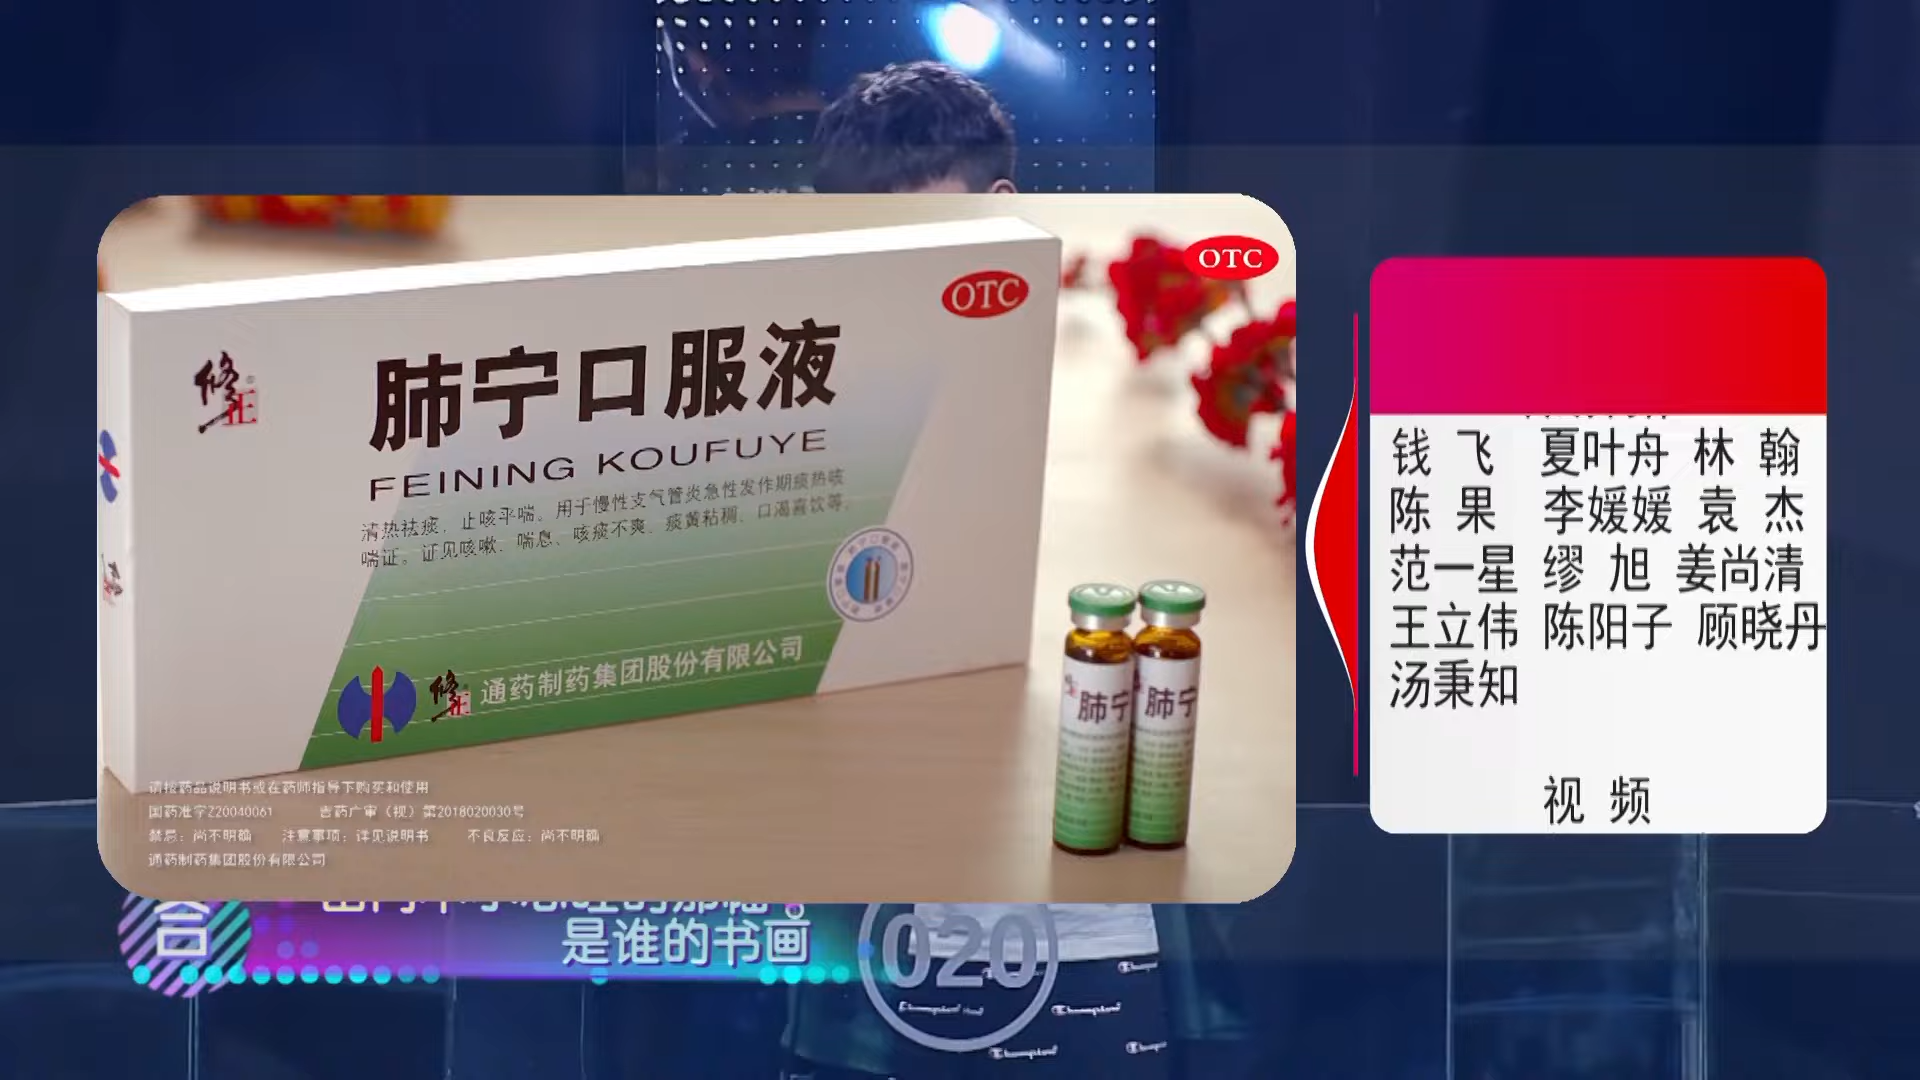 OTC
OTC
修正
肺宁口服液
FEINING KOUFUYE
清热祛痰，止咳平喘。用于慢性支气管炎急性发作期痰热咳
喘证。证见咳嗽、喘息、咳痰不爽、痰黄粘稠、口渴喜饮等。
修正 通药制药集团股份有限公司
肺宁
肺宁
请按药品说明书或在药师指导下购买和使用
国药准字Z20040061 吉药广审（视）第2018020030号
禁忌：尚不明确 注意事项：详见说明书 不良反应：尚不明确
通药制药集团股份有限公司
钱 飞 夏叶舟 林 翰
陈 果 李媛媛 袁 杰
范一星 缪 旭 姜尚清
王立伟 陈阳子 顾晓丹
汤秉知
视 频
合
是谁的书画
020
Champion
Champion
Champion
Champion